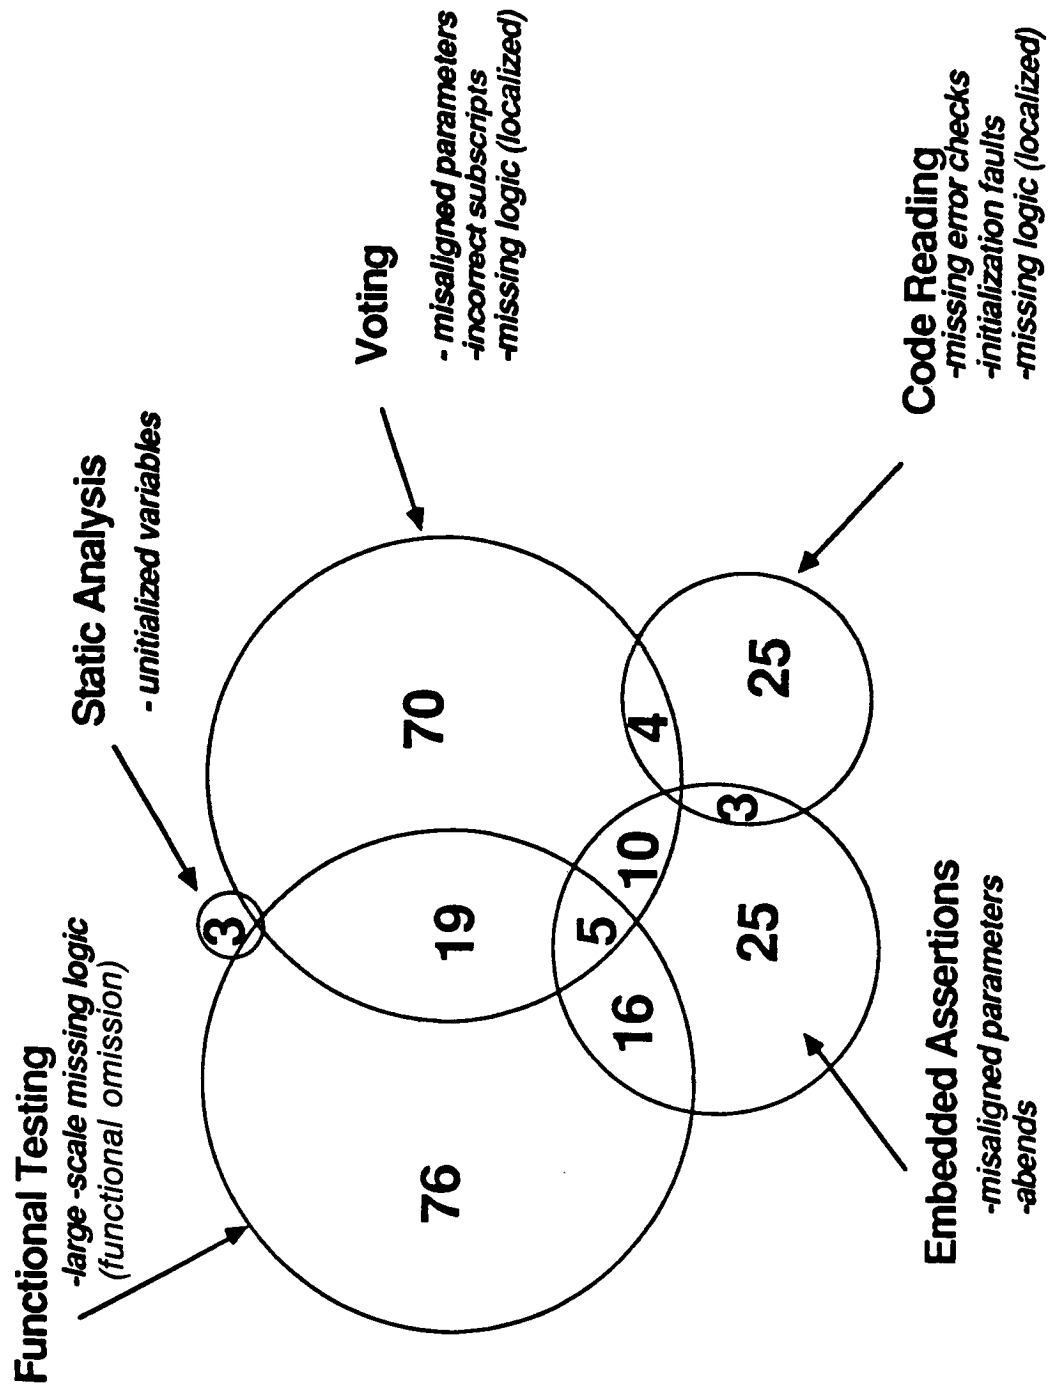 Functional Testing
-large -scale missing logic
(functional omission)
Static Analysis
- unitialized variables
Voting
- misaligned parameters
-incorrect subscripts
-missing logic (localized)
3
76
19
70
16
5
10
4
25
3
25
Embedded Assertions
-misaligned parameters
-abends
Code Reading
-missing error checks
-initialization faults
-missing logic (localized)